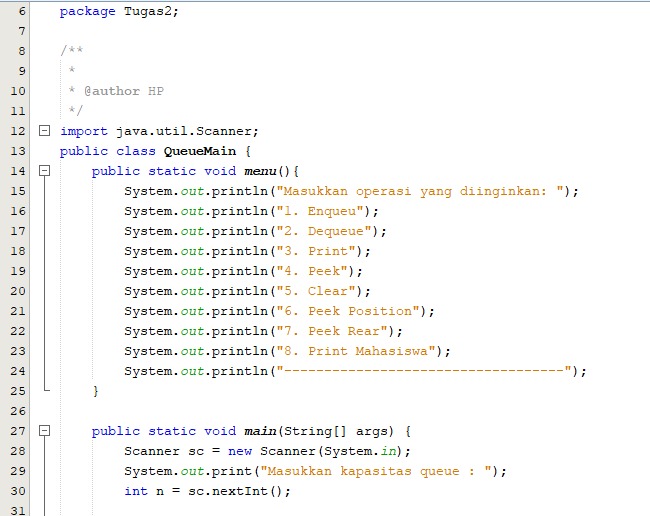 6 package Tugas2;
7
8 /**
9 *
10 * @author HP
11 */
12 import java.util.Scanner;
13 public class QueueMain {
14 public static void menu(){
15 System.out.println("Masukkan operasi yang diinginkan: ");
16 System.out.println("1. Enqueu");
17 System.out.println("2. Dequeue");
18 System.out.println("3. Print");
19 System.out.println("4. Peek");
20 System.out.println("5. Clear");
21 System.out.println("6. Peek Position");
22 System.out.println("7. Peek Rear");
23 System.out.println("8. Print Mahasiswa");
24 System.out.println("-----------------------------------");
25 }
26
27 public static void main(String[] args) {
28 Scanner sc = new Scanner(System.in);
29 System.out.print("Masukkan kapasitas queue : ");
30 int n = sc.nextInt();
31